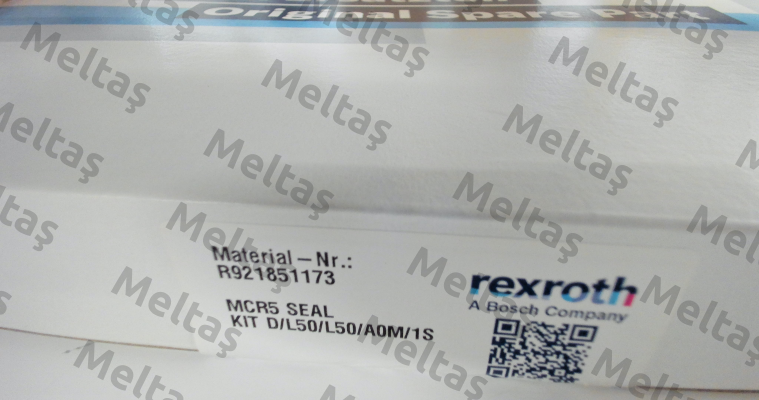 Original Spare Part
Material-Nr.:
R921851173
MCR5 SEAL
KIT D/L50/L50/A0M/1S
rexroth
A Bosch Company
Meltaş